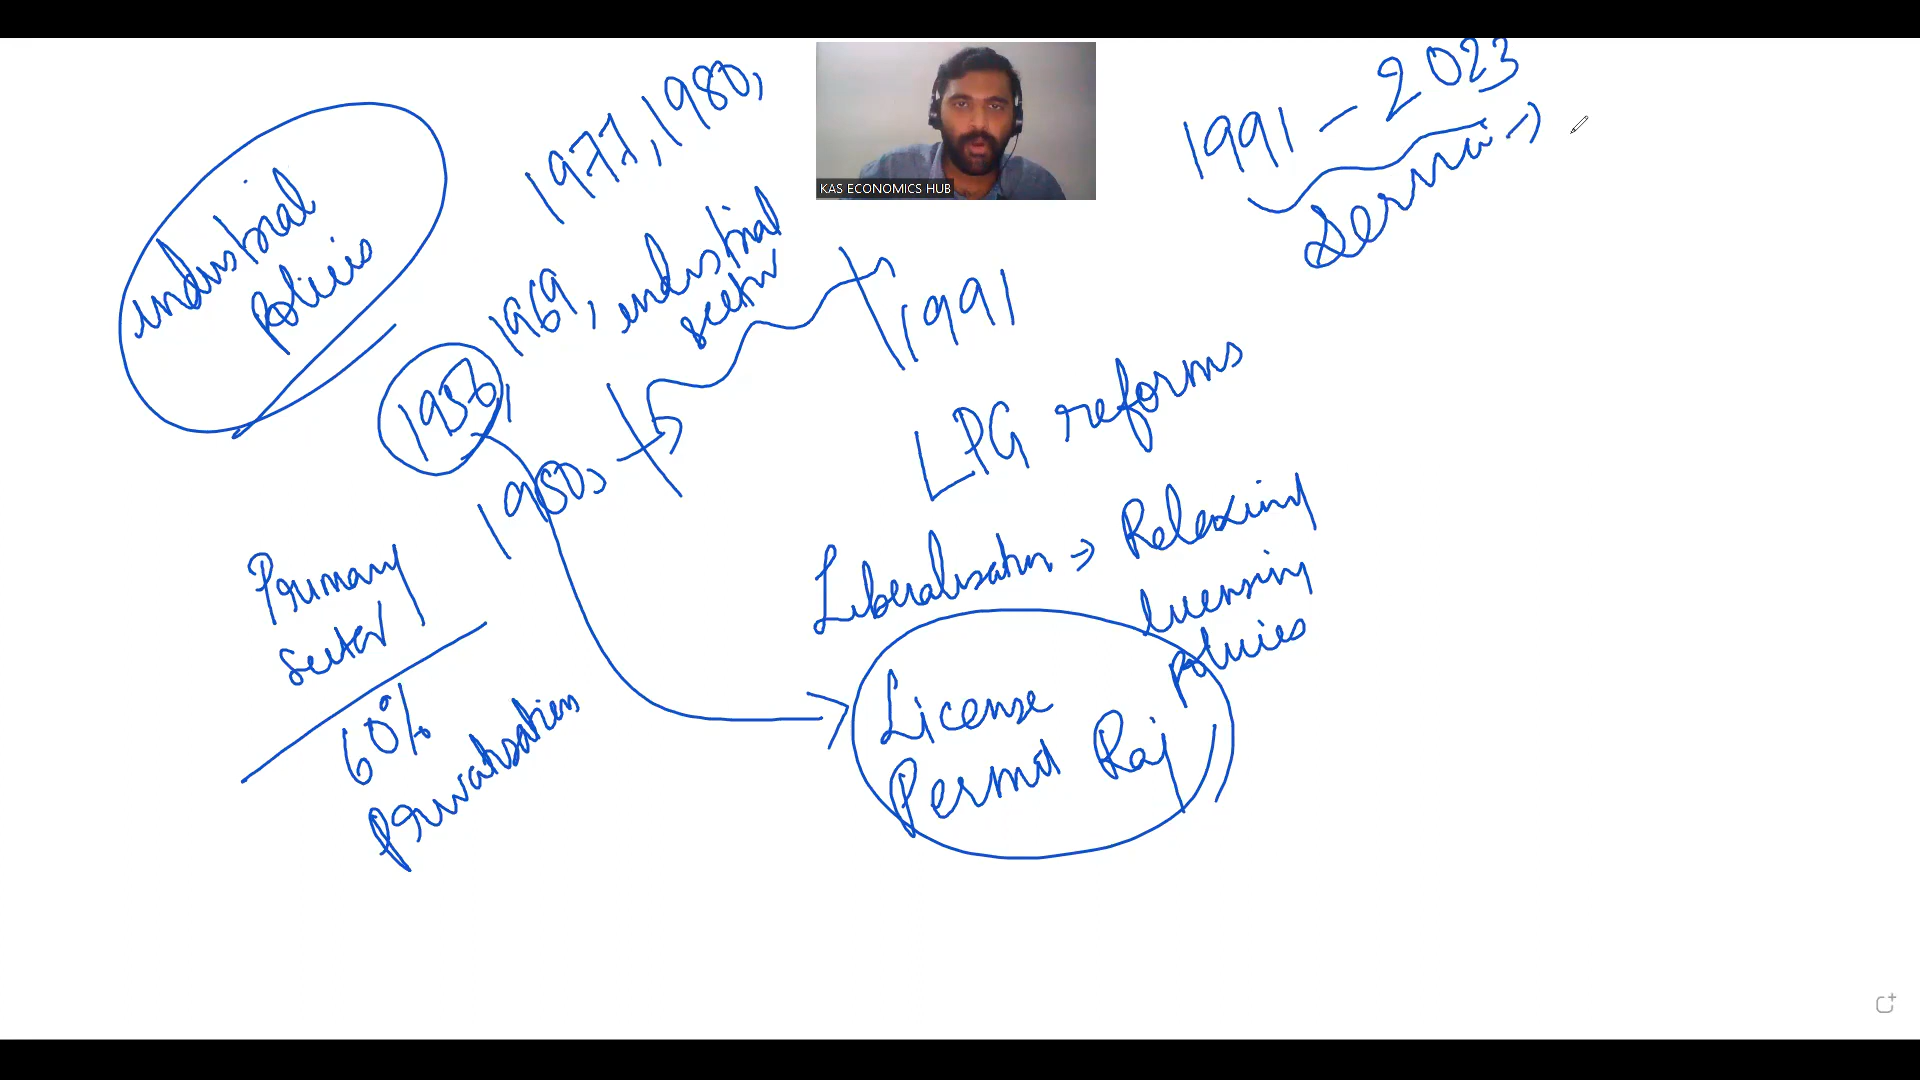 industrial
policies
1977, 1980,
1969, industrial
sector
1956,
1950s
1991
Primary
sector
60%
Privatisation
KAS ECONOMICS HUB
1991 - 2023
Service →
LPG reforms
Liberalisation → Relaxing
licensing
policies
License
Permit Raj